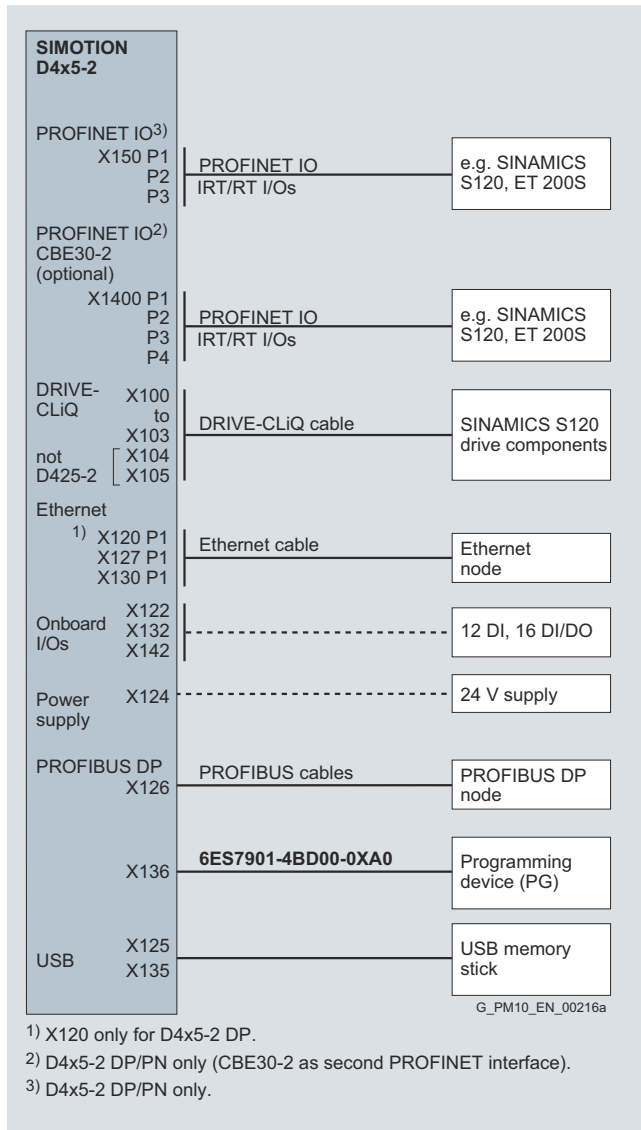 SIMOTION
D4x5-2
PROFINET IO3)
X150 P1
P2
P3
PROFINET IO
IRT/RT I/Os
e.g. SINAMICS
S120, ET 200S
PROFINET IO2)
CBE30-2
(optional)
X1400 P1
P2
P3
P4
PROFINET IO
IRT/RT I/Os
e.g. SINAMICS
S120, ET 200S
DRIVE-
CLiQ
X100
to
X103
not
D425-2
X104
X105
DRIVE-CLiQ cable
SINAMICS S120
drive components
Ethernet
1) X120 P1
X127 P1
X130 P1
Ethernet cable
Ethernet
node
Onboard
I/Os
X122
X132
X142
12 DI, 16 DI/DO
Power
supply
X124
24 V supply
PROFIBUS DP
X126
PROFIBUS cables
PROFIBUS DP
node
X136
6ES7901-4BD00-0XA0
Programming
device (PG)
USB
X125
X135
USB memory
stick
G_PM10_EN_00216a
1) X120 only for D4x5-2 DP.
2) D4x5-2 DP/PN only (CBE30-2 as second PROFINET interface).
3) D4x5-2 DP/PN only.